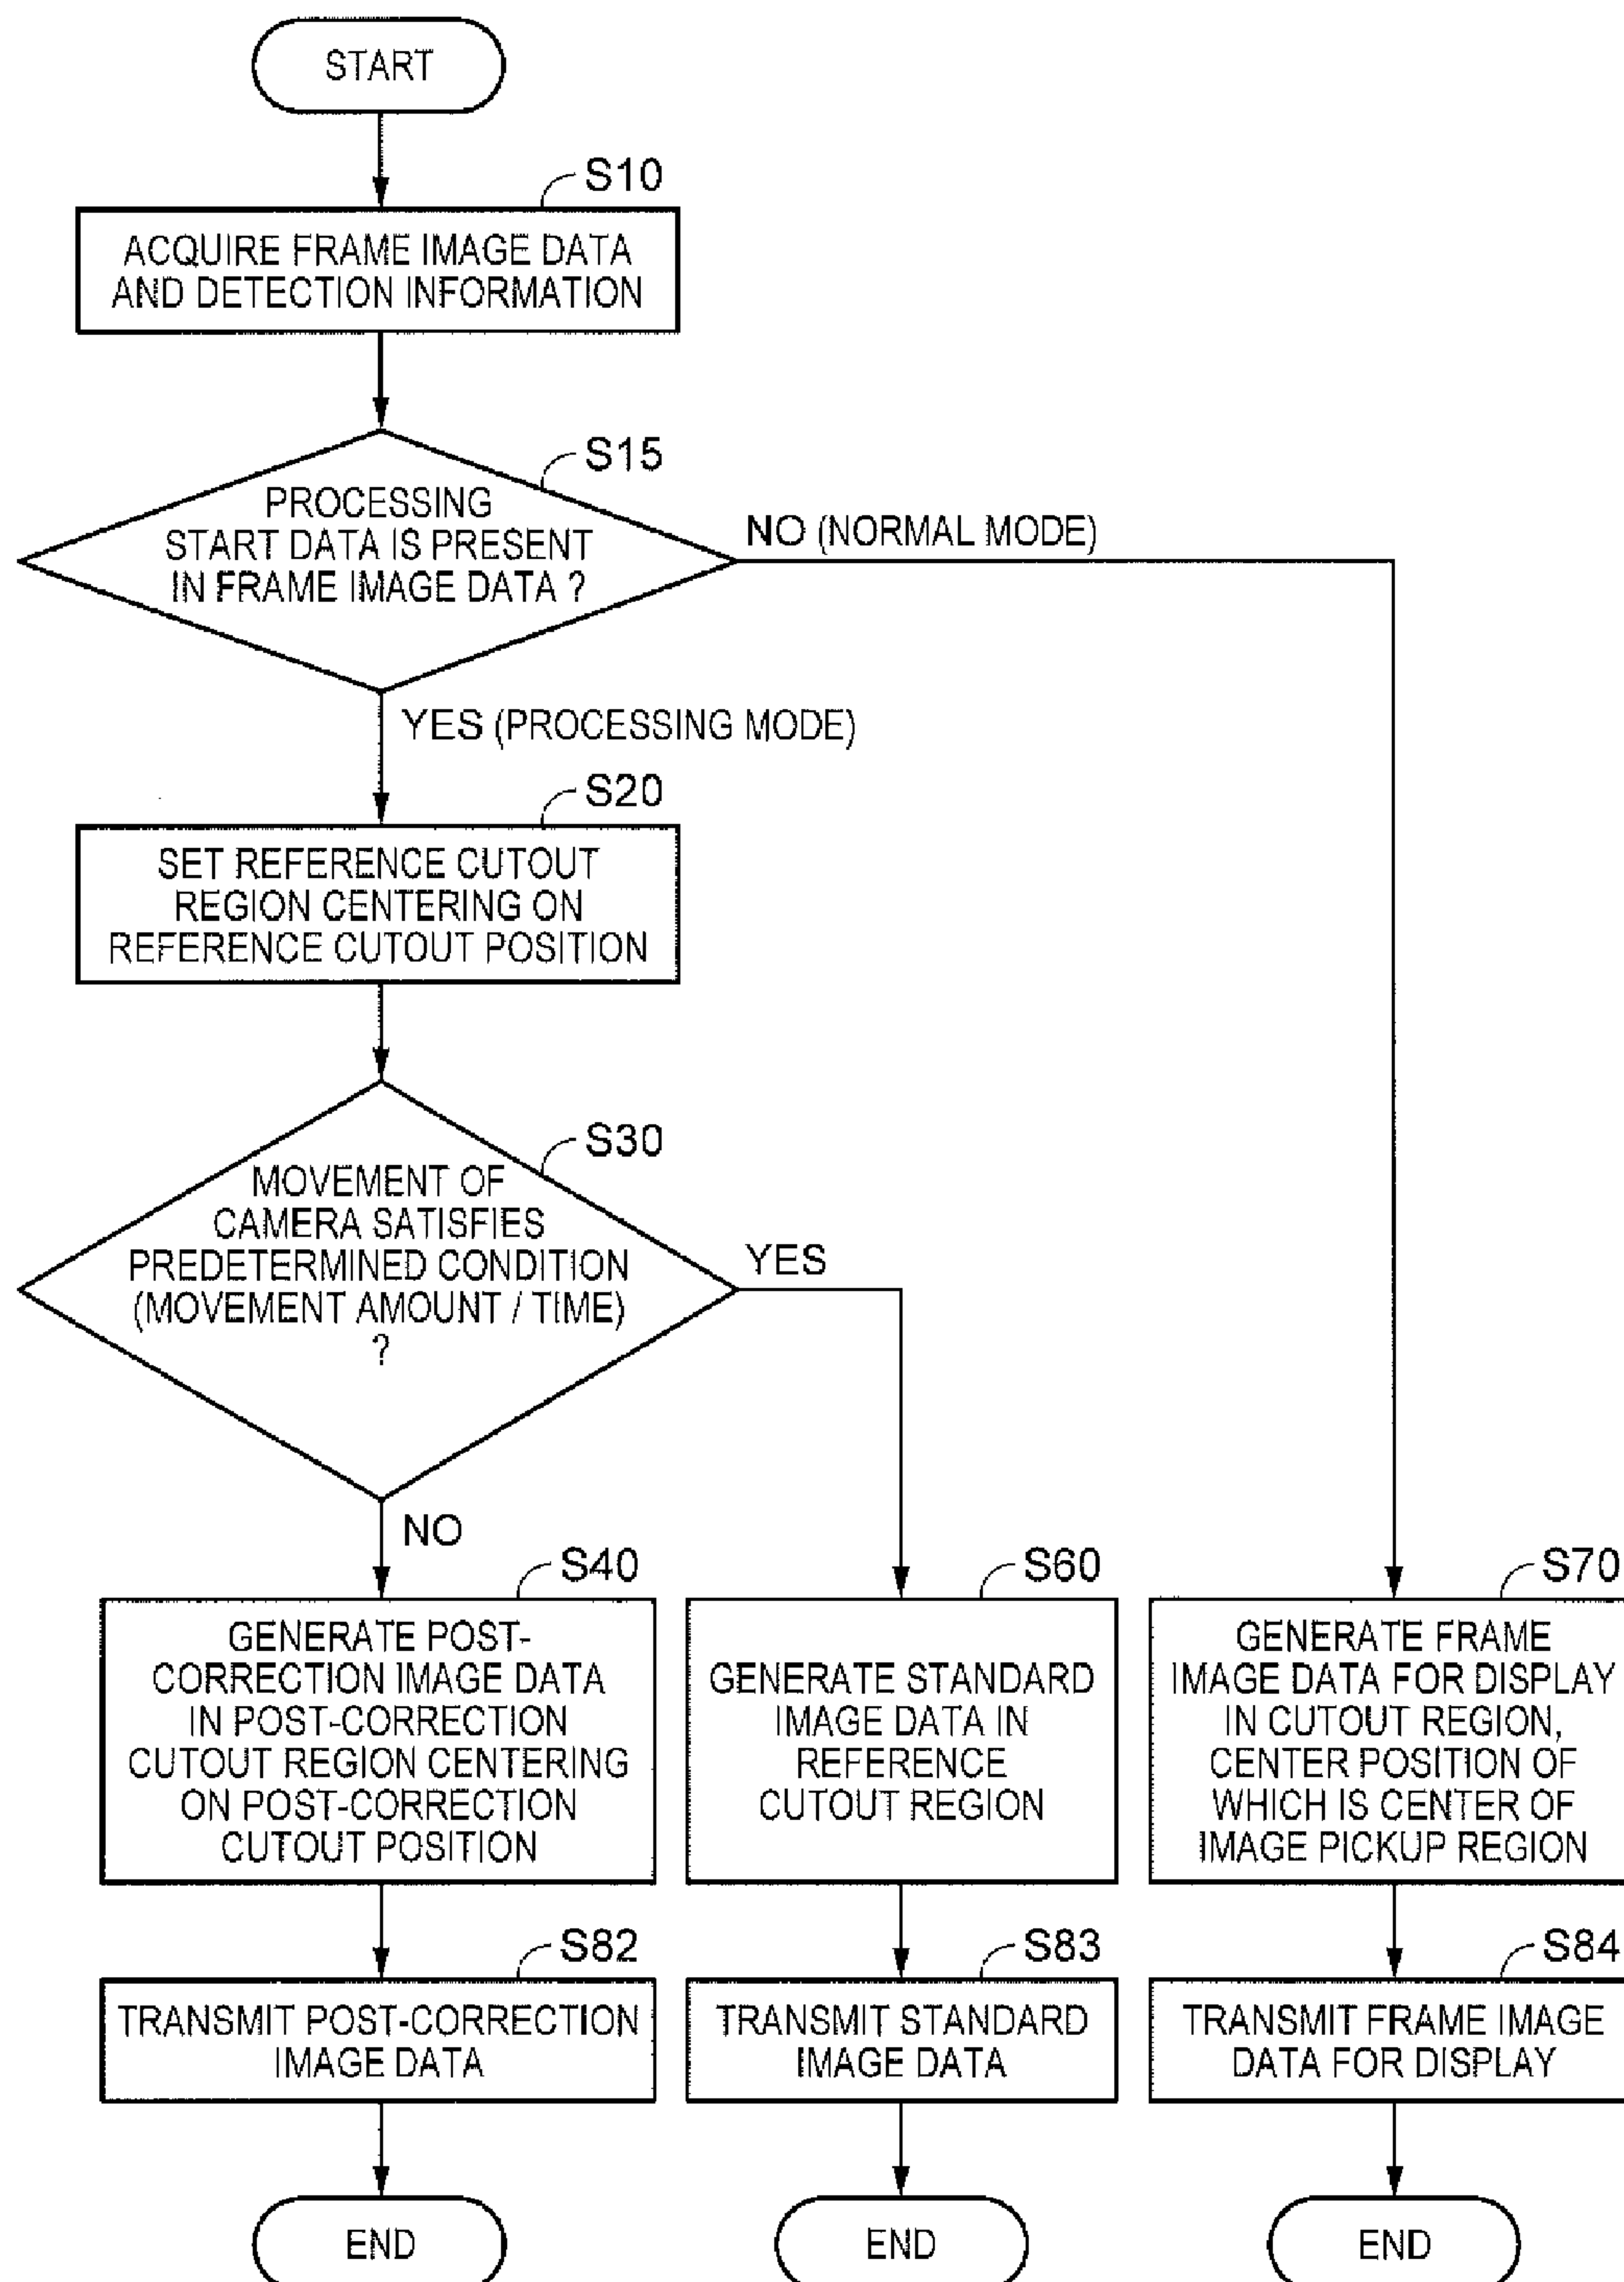 START
S10
ACQUIRE FRAME IMAGE DATA
AND DETECTION INFORMATION
S15
PROCESSING
START DATA IS PRESENT
IN FRAME IMAGE DATA ?
NO (NORMAL MODE)
YES (PROCESSING MODE)
S20
SET REFERENCE CUTOUT
REGION CENTERING ON
REFERENCE CUTOUT POSITION
S30
MOVEMENT OF
CAMERA SATISFIES
PREDETERMINED CONDITION
(MOVEMENT AMOUNT / TIME)
?
YES
NO
S40
GENERATE POST-
CORRECTION IMAGE DATA
IN POST-CORRECTION
CUTOUT REGION CENTERING
ON POST-CORRECTION
CUTOUT POSITION
S60
GENERATE STANDARD
IMAGE DATA IN
REFERENCE
CUTOUT REGION
S70
GENERATE FRAME
IMAGE DATA FOR DISPLAY
IN CUTOUT REGION,
CENTER POSITION OF
WHICH IS CENTER OF
IMAGE PICKUP REGION
S82
TRANSMIT POST-CORRECTION
IMAGE DATA
S83
TRANSMIT STANDARD
IMAGE DATA
S84
TRANSMIT FRAME IMAGE
DATA FOR DISPLAY
END
END
END